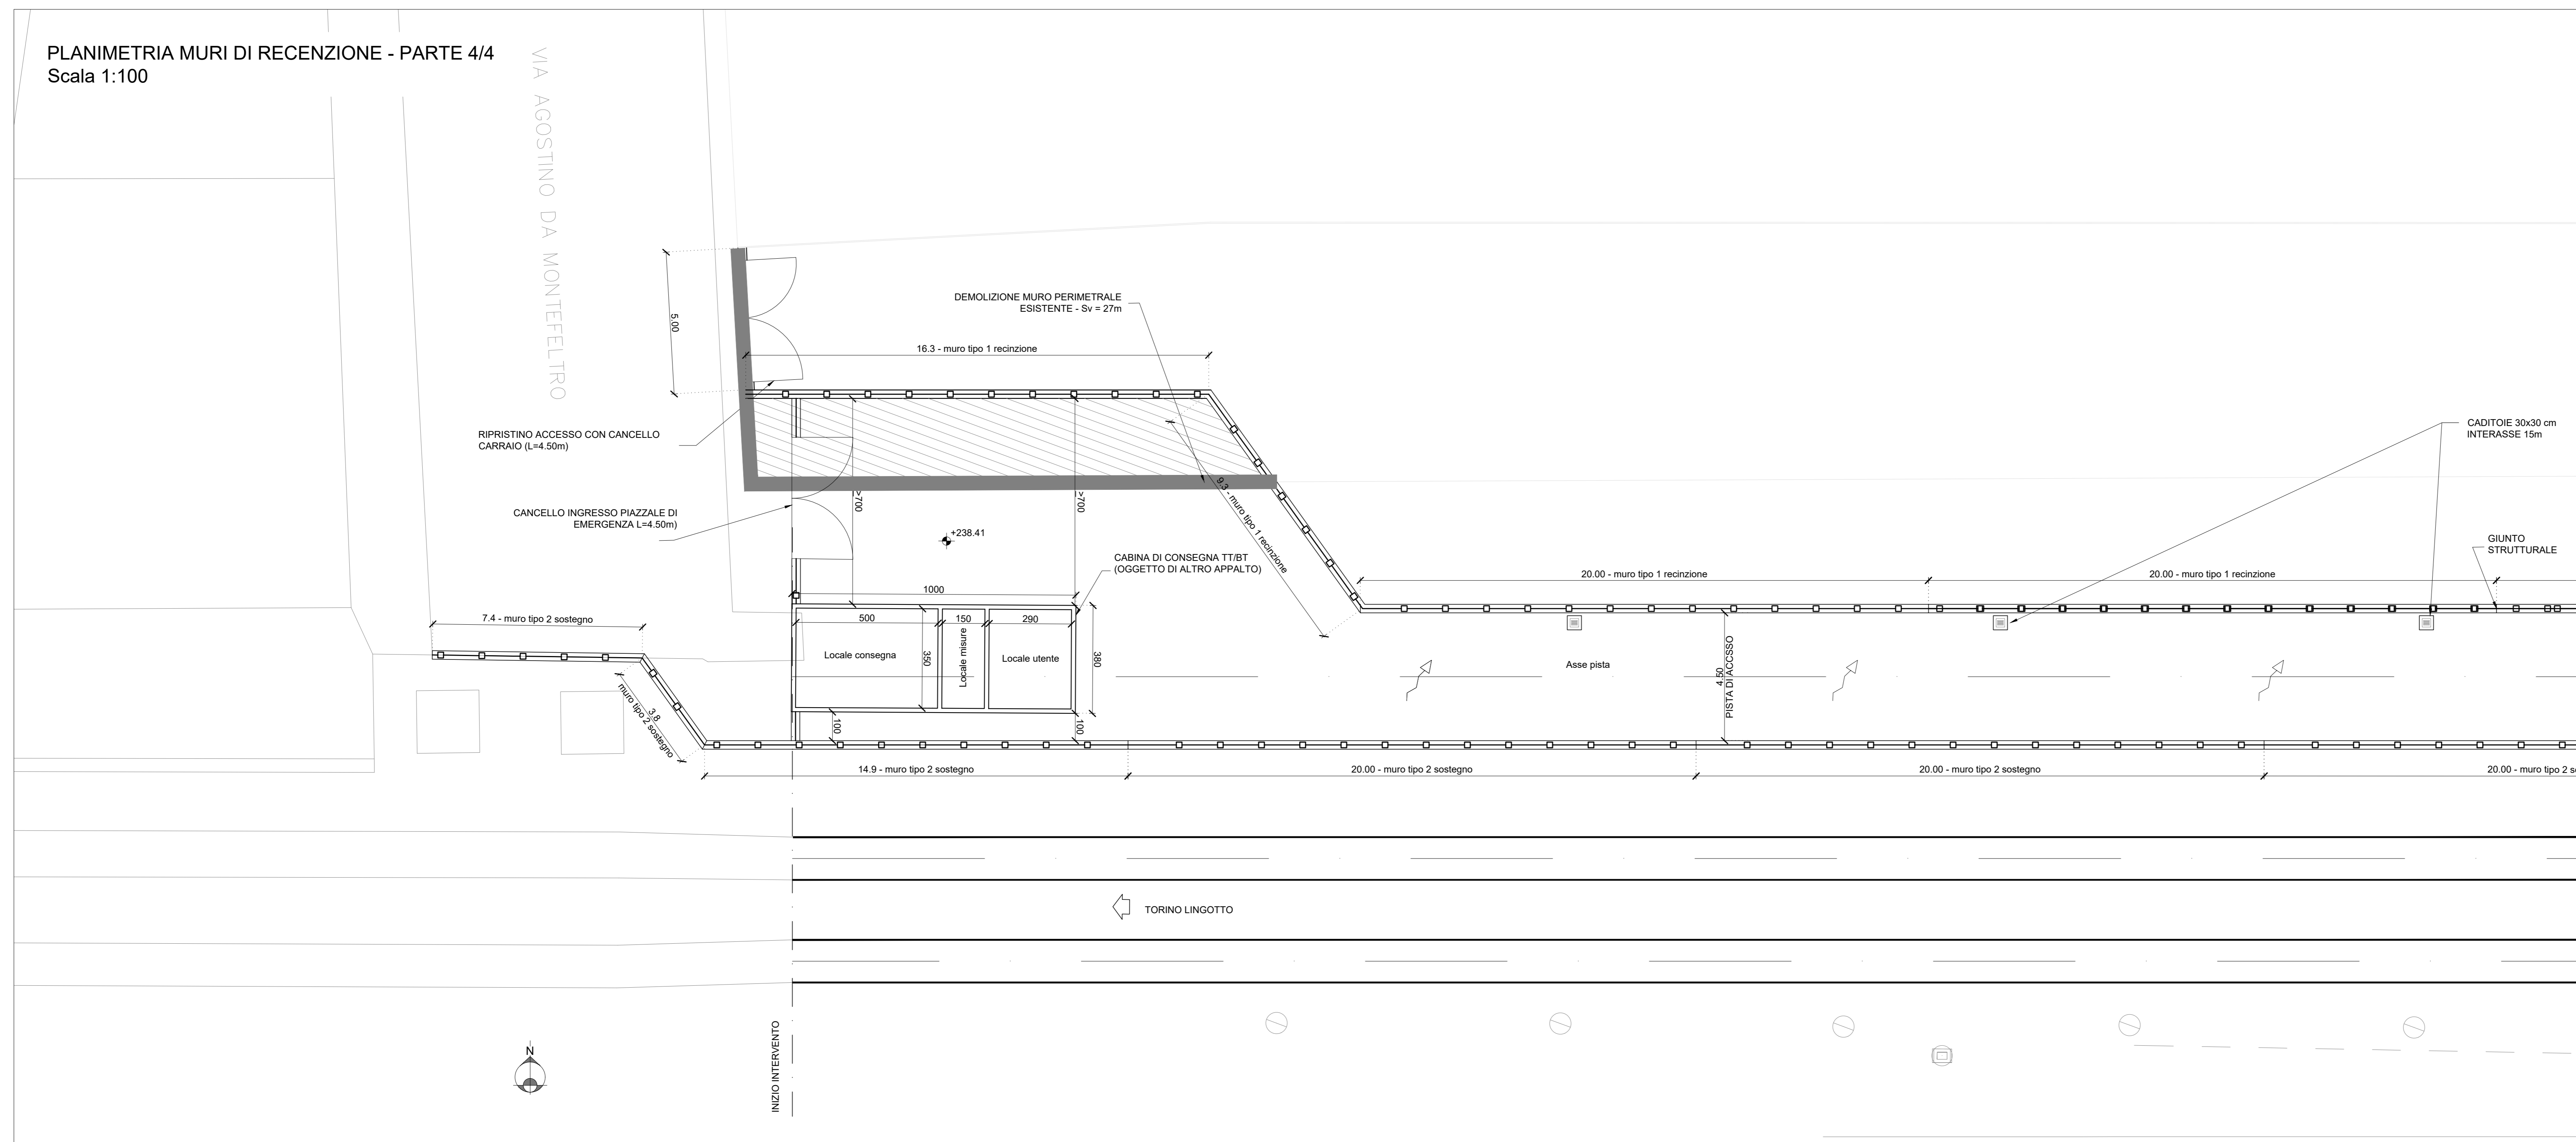 PLANIMETRIA MURI DI RECENZIONE - PARTE 4/4
Scala 1:100
VIA AGOSTINO DA MONTEFELTRO
5.00
DEMOLIZIONE MURO PERIMETRALE
ESISTENTE - Sv = 27m
16.3 - muro tipo 1 recinzione
RIPRISTINO ACCESSO CON CANCELLO
CARRAIO (L=4.50m)
CADITOIE 30x30 cm
INTERASSE 15m
>700
>700
9.3 - muro tipo 1 recinzione
CANCELLO INGRESSO PIAZZALE DI
EMERGENZA L=4.50m)
+238.41
GIUNTO
STRUTTURALE
CABINA DI CONSEGNA TT/BT
(OGGETTO DI ALTRO APPALTO)
20.00 - muro tipo 1 recinzione
20.00 - muro tipo 1 recinzione
1000
7.4 - muro tipo 2 sostegno
500
150
290
Locale consegna
350
Locale misure
Locale utente
380
Asse pista
4.50
PISTA DI ACCSSO
3.8
muro tipo 2 sostegno
100
100
14.9 - muro tipo 2 sostegno
20.00 - muro tipo 2 sostegno
20.00 - muro tipo 2 sostegno
20.00 - muro tipo 2 s
TORINO LINGOTTO
INIZIO INTERVENTO
N